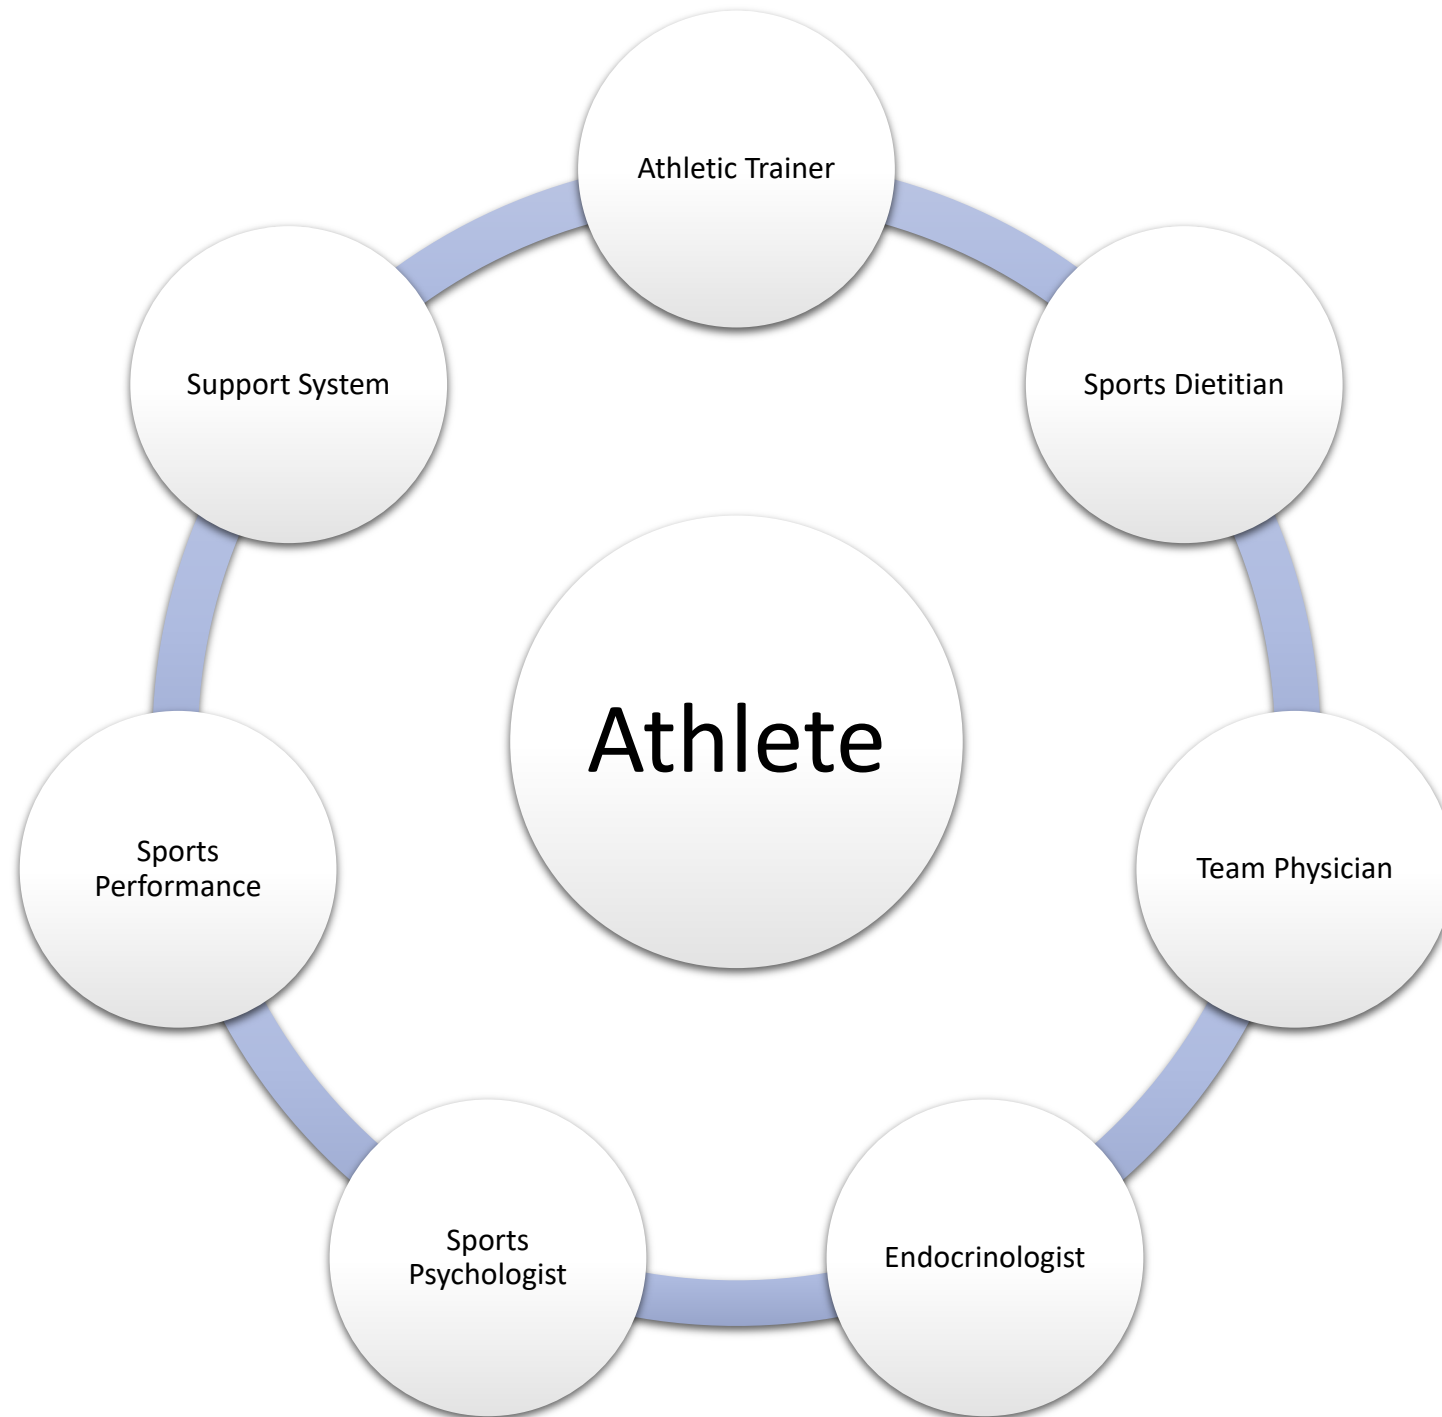 Athletic Trainer
Support System
Sports Dietitian
Athlete
Sports
Performance
Team Physician
Sports
Psychologist
Endocrinologist